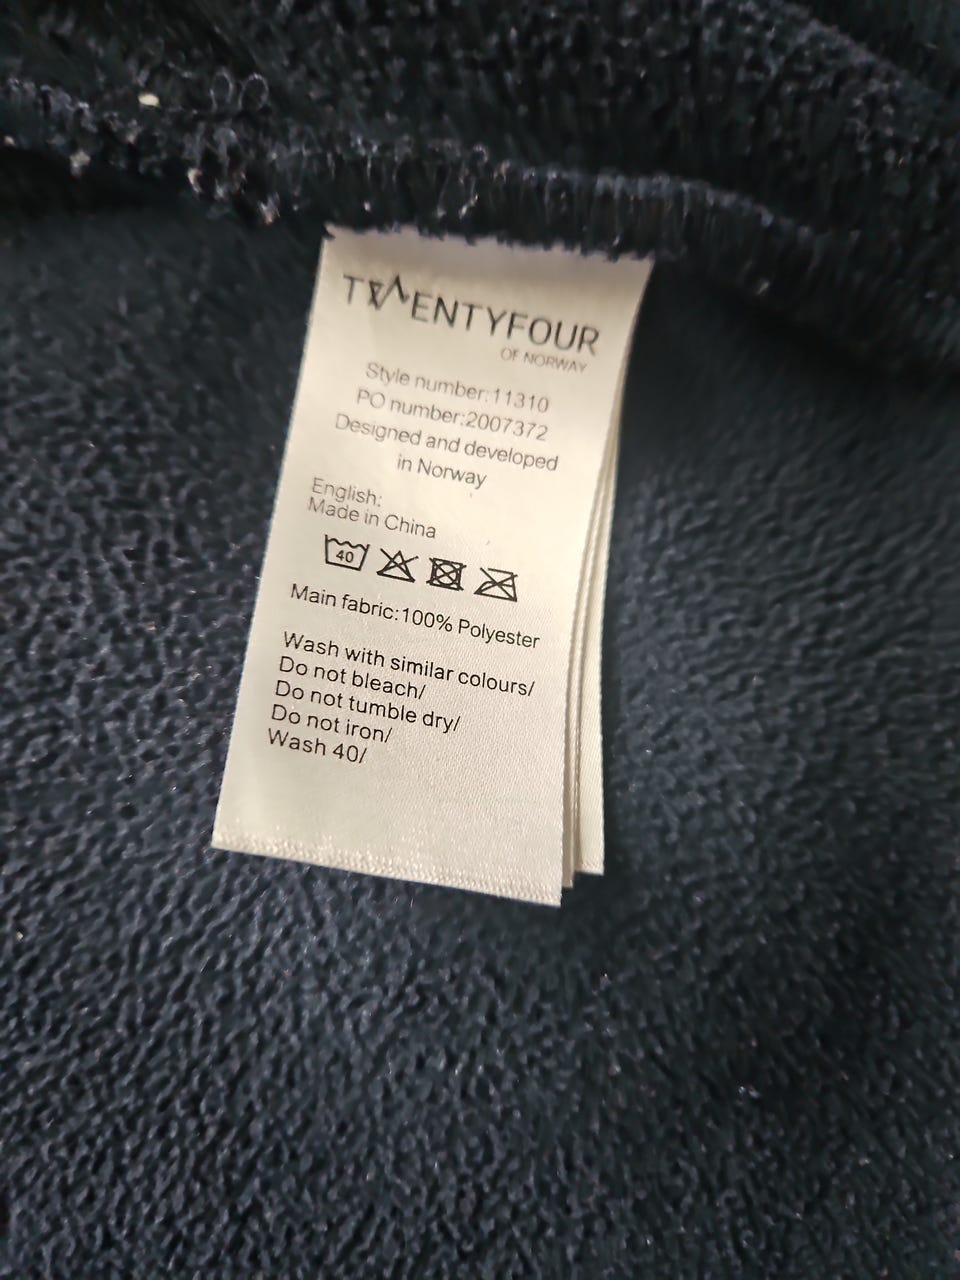 TWENTYFOUR
OF NORWAY
Style number:11310
PO number:2007372
Designed and developed
in Norway
English:
Made in China
40
Main fabric:100% Polyester
Wash with similar colours/
Do not bleach/
Do not tumble dry/
Do not iron/
Wash 40/